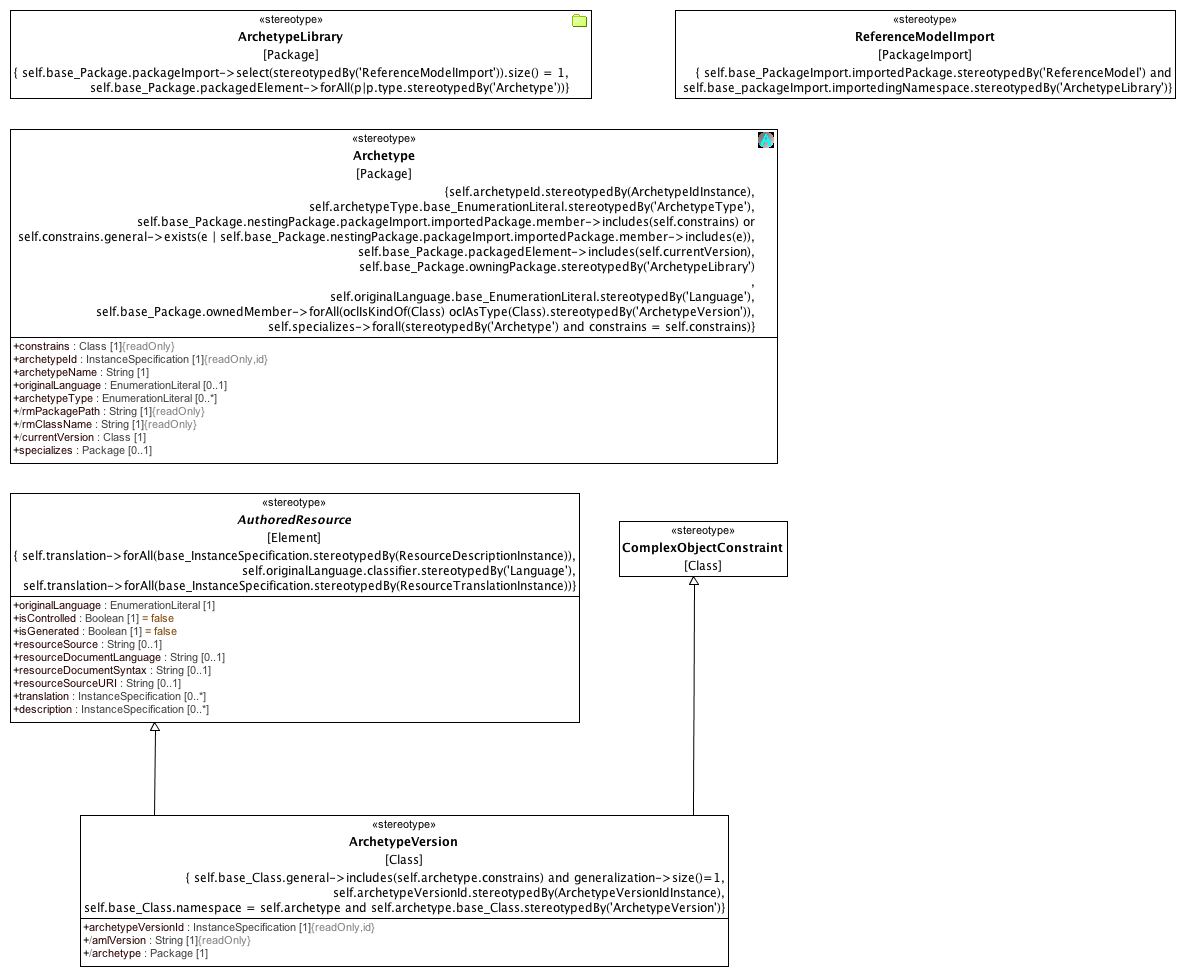 «stereotype»
ArchetypeLibrary
[Package]
{ self.base_Package.packageImport->select(stereotypedBy('ReferenceModelImport')).size() = 1,
self.base_Package.packagedElement->forAll(p|p.type.stereotypedBy('Archetype'))}
«stereotype»
ReferenceModelImport
[PackageImport]
{ self.base_PackageImport.importedPackage.stereotypedBy('ReferenceModel') and
self.base_packageImport.importedingNamespace.stereotypedBy('ArchetypeLibrary')}
«stereotype»
A
Archetype
[Package]
{self.archetypeId.stereotypedBy(ArchetypeIdInstance),
self.archetypeType.base_EnumerationLiteral.stereotypedBy('ArchetypeType'),
self.base_Package.nestingPackage.packageImport.importedPackage.member->includes(self.constrains) or
self.constrains.general->exists(e | self.base_Package.nestingPackage.packageImport.importedPackage.member->includes(e)),
self.base_Package.packagedElement->includes(self.currentVersion),
self.base_Package.owningPackage.stereotypedBy('ArchetypeLibrary')
,
self.originalLanguage.base_EnumerationLiteral.stereotypedBy('Language'),
self.base_Package.ownedMember->forAll(oclIsKindOf(Class) oclAsType(Class).stereotypedBy('ArchetypeVersion')),
self.specializes->forall(stereotypedBy('Archetype') and constrains = self.constrains)}
+constrains : Class [1]{readOnly}
+archetypeId : InstanceSpecification [1]{readOnly,id}
+archetypeName : String [1]
+originalLanguage : EnumerationLiteral [0..1]
+archetypeType : EnumerationLiteral [0..*]
+/rmPackagePath : String [1]{readOnly}
+/rmClassName : String [1]{readOnly}
+/currentVersion : Class [1]
+specializes : Package [0..1]
«stereotype»
AuthoredResource
[Element]
{ self.translation->forAll(base_InstanceSpecification.stereotypedBy(ResourceDescriptionInstance)),
self.originalLanguage.classifier.stereotypedBy('Language'),
self.translation->forAll(base_InstanceSpecification.stereotypedBy(ResourceTranslationInstance))}
+originalLanguage : EnumerationLiteral [1]
+isControlled : Boolean [1] = false
+isGenerated : Boolean [1] = false
+resourceSource : String [0..1]
+resourceDocumentLanguage : String [0..1]
+resourceDocumentSyntax : String [0..1]
+resourceSourceURI : String [0..1]
+translation : InstanceSpecification [0..*]
+description : InstanceSpecification [0..*]
«stereotype»
ComplexObjectConstraint
[Class]
«stereotype»
ArchetypeVersion
[Class]
{ self.base_Class.general->includes(self.archetype.constrains) and generalization->size()=1,
self.archetypeVersionId.stereotypedBy(ArchetypeVersionIdInstance),
self.base_Class.namespace = self.archetype and self.archetype.base_Class.stereotypedBy('ArchetypeVersion')}
+archetypeVersionId : InstanceSpecification [1]{readOnly,id}
+/amlVersion : String [1]{readOnly}
+/archetype : Package [1]